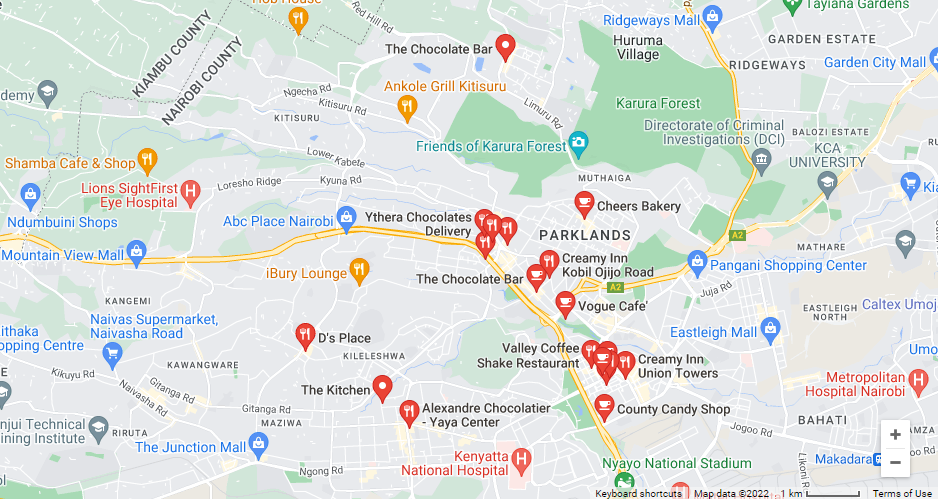 Mob House
Red Hill Rd
Tayiana Gardens
Ridgeways Mall
GARDEN ESTATE
Huruma
Village
KIAMBU COUNTY
NAIROBI COUNTY
The Chocolate Bar
RIDGEWAYS
Garden City Mall
Ngecha Rd
Ankole Grill Kitisuru
ademy
Kitisuru Rd
Limuru Rd
Karura Forest
KITISURU
Directorate of Criminal
Investigations (DCI)
BALOZI ESTATE
KCA
UNIVERSITY
Friends of Karura Forest
Shamba Cafe & Shop
Lower Kabete
Loresho Ridge
Kyuna Rd
MUTHAIGA
Lions SightFirst
Eye Hospital
Kia
Ndumbuini Shops
Abc Place Nairobi
Ythera Chocolates
Delivery
Cheers Bakery
PARKLANDS
A2
MATHARE
Mountain View Mall
iBury Lounge
The Chocolate Bar
Creamy Inn
Kobil Ojijo Road
Pangani Shopping Center
A2
Juja Rd
KANGEMI
Vogue Cafe'
EASTLEIGH
NORTH
Caltex Umoj
Naivas Supermarket,
Naivasha Road
D's Place
Eastleigh Mall
ithaka
pping Centre
KILELESHWA
Valley Coffee
Shake Restaurant
Creamy Inn
Union Towers
Umo
KAWANGWARE
Kikuyu Rd
Naivasha Rd
The Kitchen
Metropolitan
Hospital Nairobi
Gitanga Rd
Gitanga Rd
MAZIWA
Alexandre Chocolatier
- Yaya Center
County Candy Shop
BAHATI
Jogoo Rd
njui Technical
ining Institute
RIRUTA
The Junction Mall
AMZA
Ngong Rd
Kenyatta
National Hospital
Nyayo National Stadium
Likoni Rd
Makadara
+
−
Keyboard shortcuts
Map data ©2022
1 km
Terms of Use